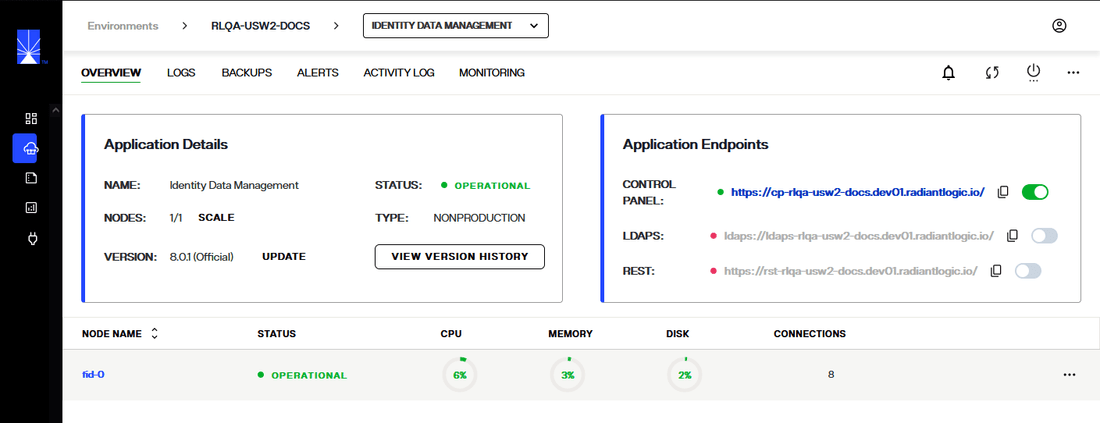 Environments > RLQA-USW2-DOCS > IDENTITY DATA MANAGEMENT
OVERVIEW LOGS BACKUPS ALERTS ACTIVITY LOG MONITORING
Application Details
NAME: Identity Data Management STATUS: OPERATIONAL
NODES: 1/1 SCALE TYPE: NONPRODUCTION
VERSION: 8.0.1 (Official) UPDATE VIEW VERSION HISTORY
Application Endpoints
CONTROL
PANEL: https://cp-rlqa-usw2-docs.dev01.radiantlogic.io/
LDAPS: ldaps://ldaps-rlqa-usw2-docs.dev01.radiantlogic.io/
REST: https://rst-rlqa-usw2-docs.dev01.radiantlogic.io/
NODE NAME STATUS CPU MEMORY DISK CONNECTIONS
fid-0 OPERATIONAL 6% 3% 2% 8